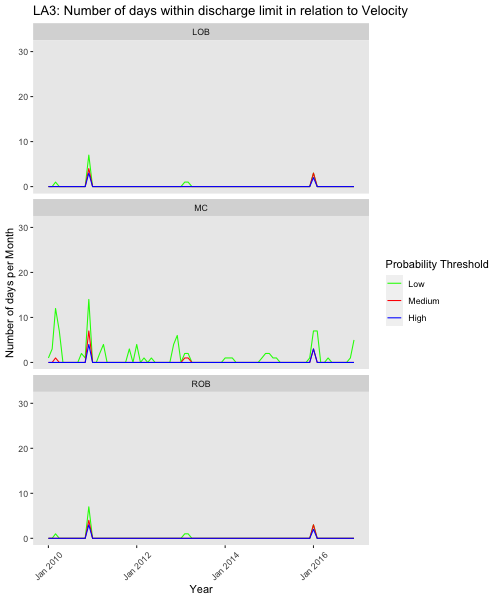 LA3: Number of days within discharge limit in relation to Velocity
LOB
30
20
10
0
MC
30
20
10
0
ROB
30
20
10
0
Jan 2010
Jan 2012
Jan 2014
Jan 2016
Year
Number of days per Month
Probability Threshold
Low
Medium
High